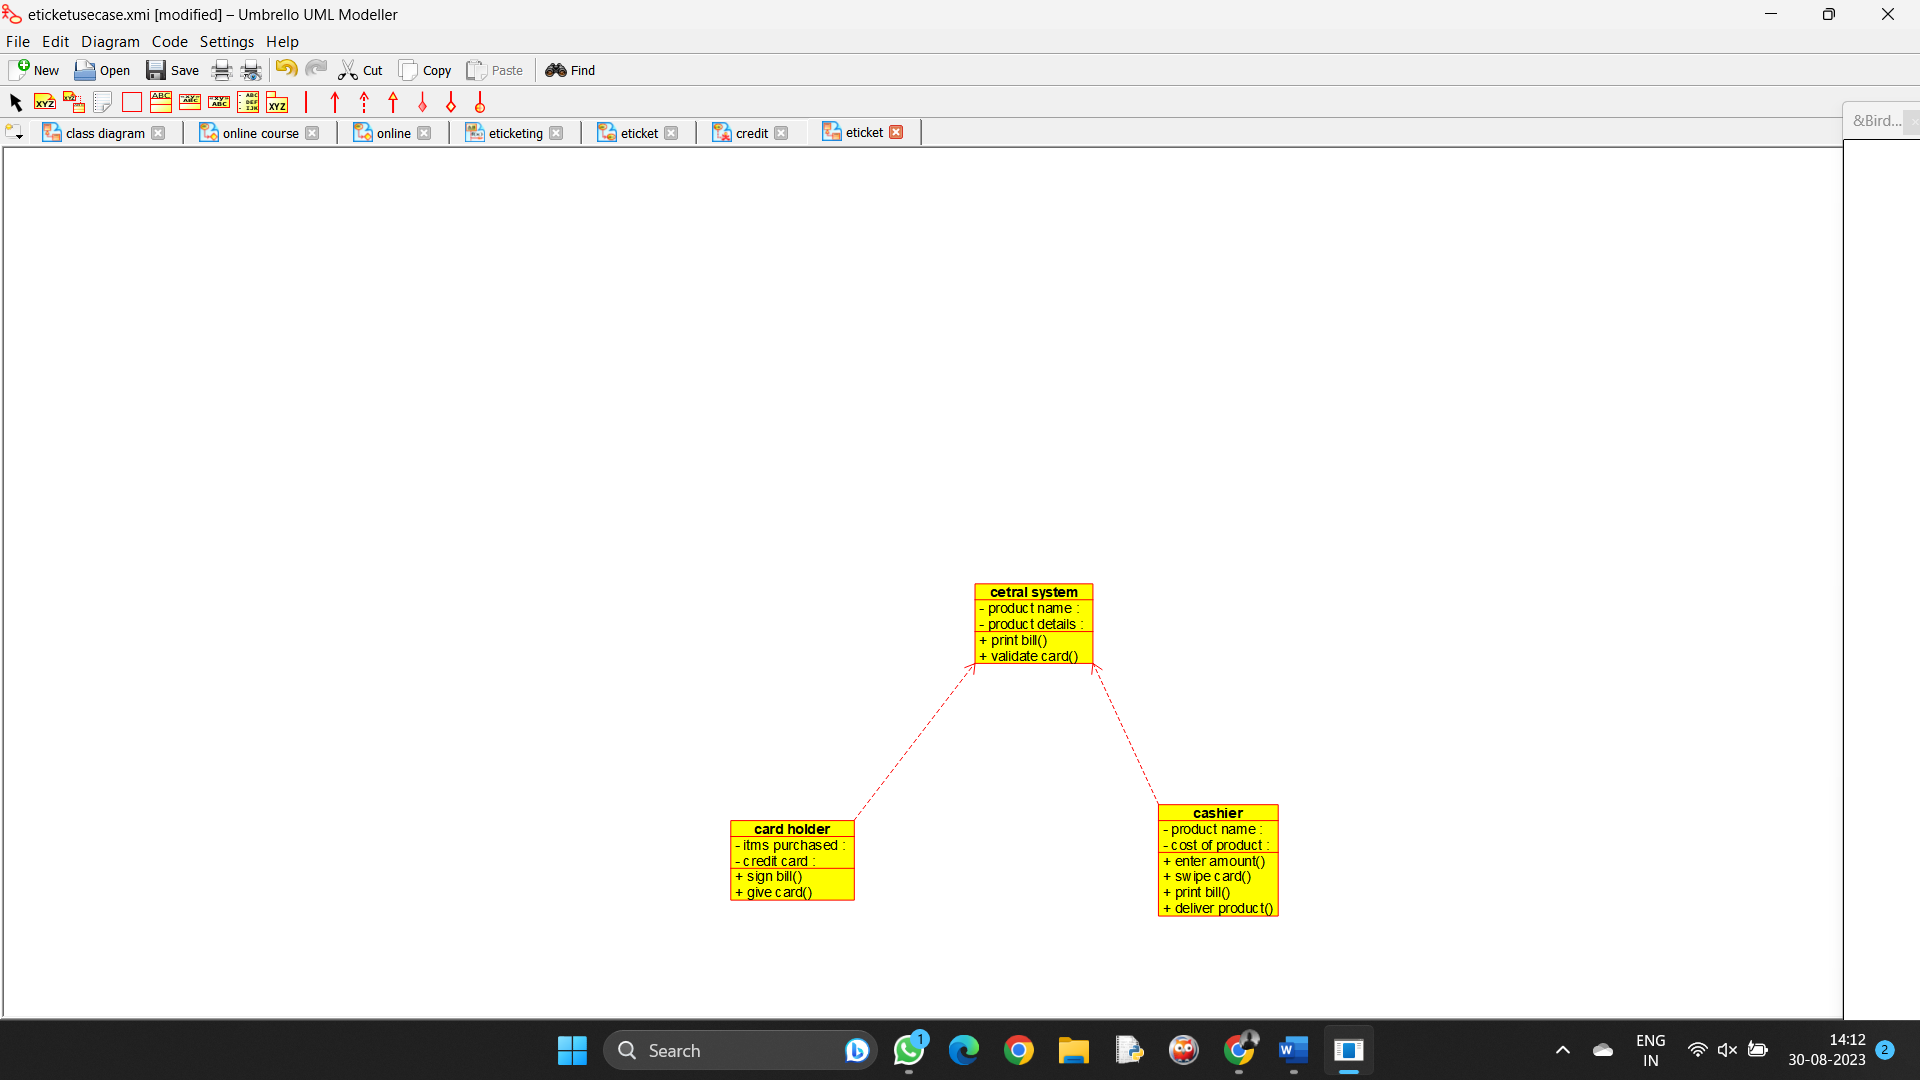 eticketusecase.xmi [modified] – Umbrello UML Modeller
File Edit Diagram Code Settings Help
New Open Save Cut Copy Paste Find
class diagram online course online eticketing eticket credit eticket
&Bird...
cetral system
- product name :
- product details :
+ print bill()
+ validate card()
card holder
- itms purchased :
- credit card :
+ sign bill()
+ give card()
cashier
- product name :
- cost of product :
+ enter amount()
+ swipe card()
+ print bill()
+ deliver product()
Search
1
ENG
IN
14:12
30-08-2023
2